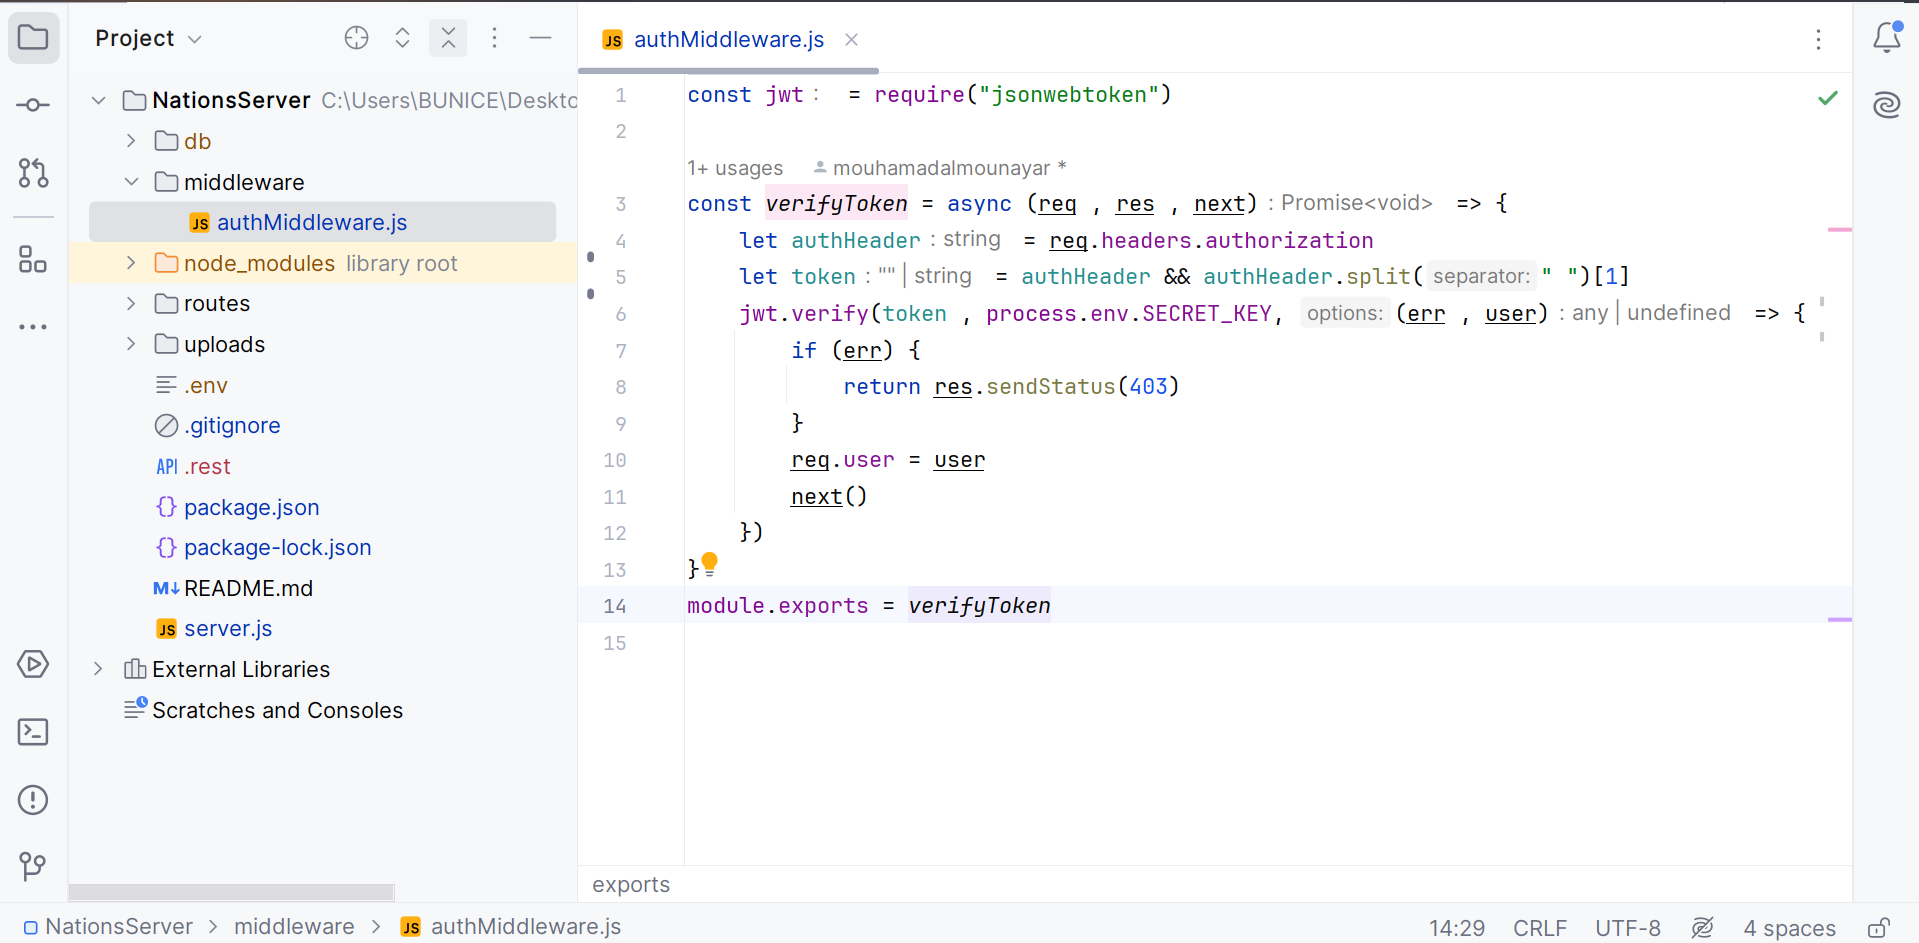 Project
NationsServer C:\Users\BUNICE\Deskto
db
middleware
JS authMiddleware.js
node_modules library root
routes
uploads
.env
.gitignore
API .rest
{} package.json
{} package-lock.json
M↓ README.md
JS server.js
External Libraries
Scratches and Consoles
JS authMiddleware.js
1 const jwt : = require("jsonwebtoken")
2
1+ usages mouhamadalmounayar *
3 const verifyToken = async (req , res , next) : Promise<void> => {
4 let authHeader : string = req.headers.authorization
5 let token : "" | string = authHeader && authHeader.split( separator: " ")[1]
6 jwt.verify(token , process.env.SECRET_KEY, options: (err , user) : any | undefined => {
7 if (err) {
8 return res.sendStatus(403)
9 }
10 req.user = user
11 next()
12 })
13 }
14 module.exports = verifyToken
15
exports
NationsServer > middleware > JS authMiddleware.js
14:29 CRLF UTF-8 4 spaces